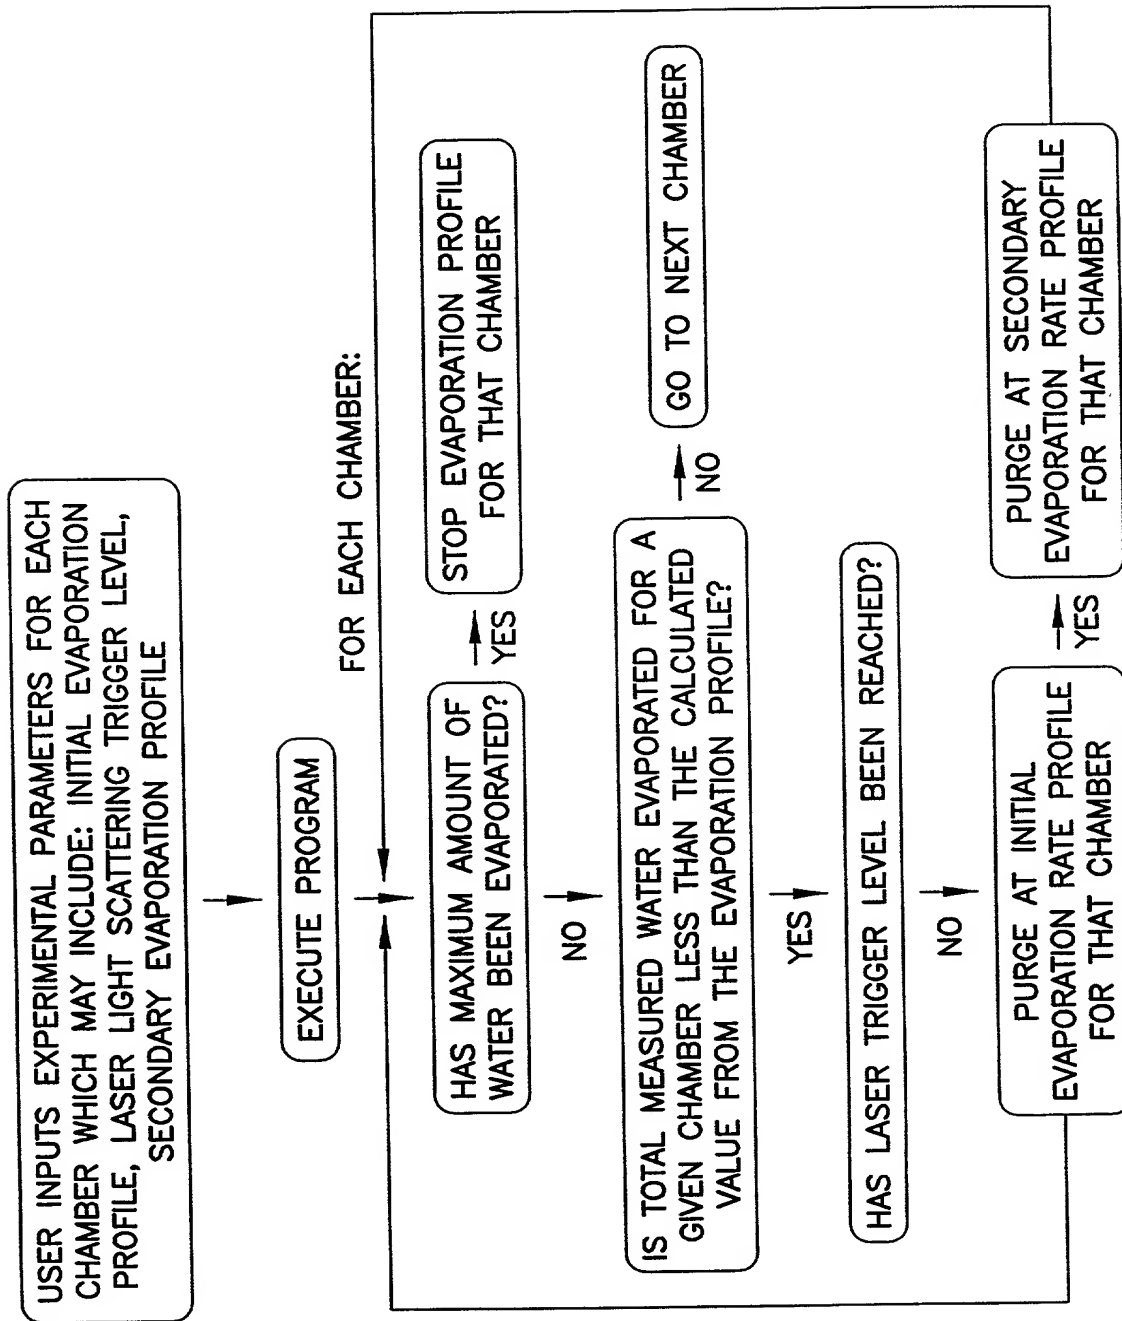 USER INPUTS EXPERIMENTAL PARAMETERS FOR EACH
CHAMBER WHICH MAY INCLUDE: INITIAL EVAPORATION
PROFILE, LASER LIGHT SCATTERING TRIGGER LEVEL,
SECONDARY EVAPORATION PROFILE
EXECUTE PROGRAM
FOR EACH CHAMBER:
HAS MAXIMUM AMOUNT OF
WATER BEEN EVAPORATED?
YES
STOP EVAPORATION PROFILE
FOR THAT CHAMBER
NO
IS TOTAL MEASURED WATER EVAPORATED FOR A
GIVEN CHAMBER LESS THAN THE CALCULATED
VALUE FROM THE EVAPORATION PROFILE?
NO
GO TO NEXT CHAMBER
YES
HAS LASER TRIGGER LEVEL BEEN REACHED?
NO
PURGE AT INITIAL
EVAPORATION RATE PROFILE
FOR THAT CHAMBER
YES
PURGE AT SECONDARY
EVAPORATION RATE PROFILE
FOR THAT CHAMBER